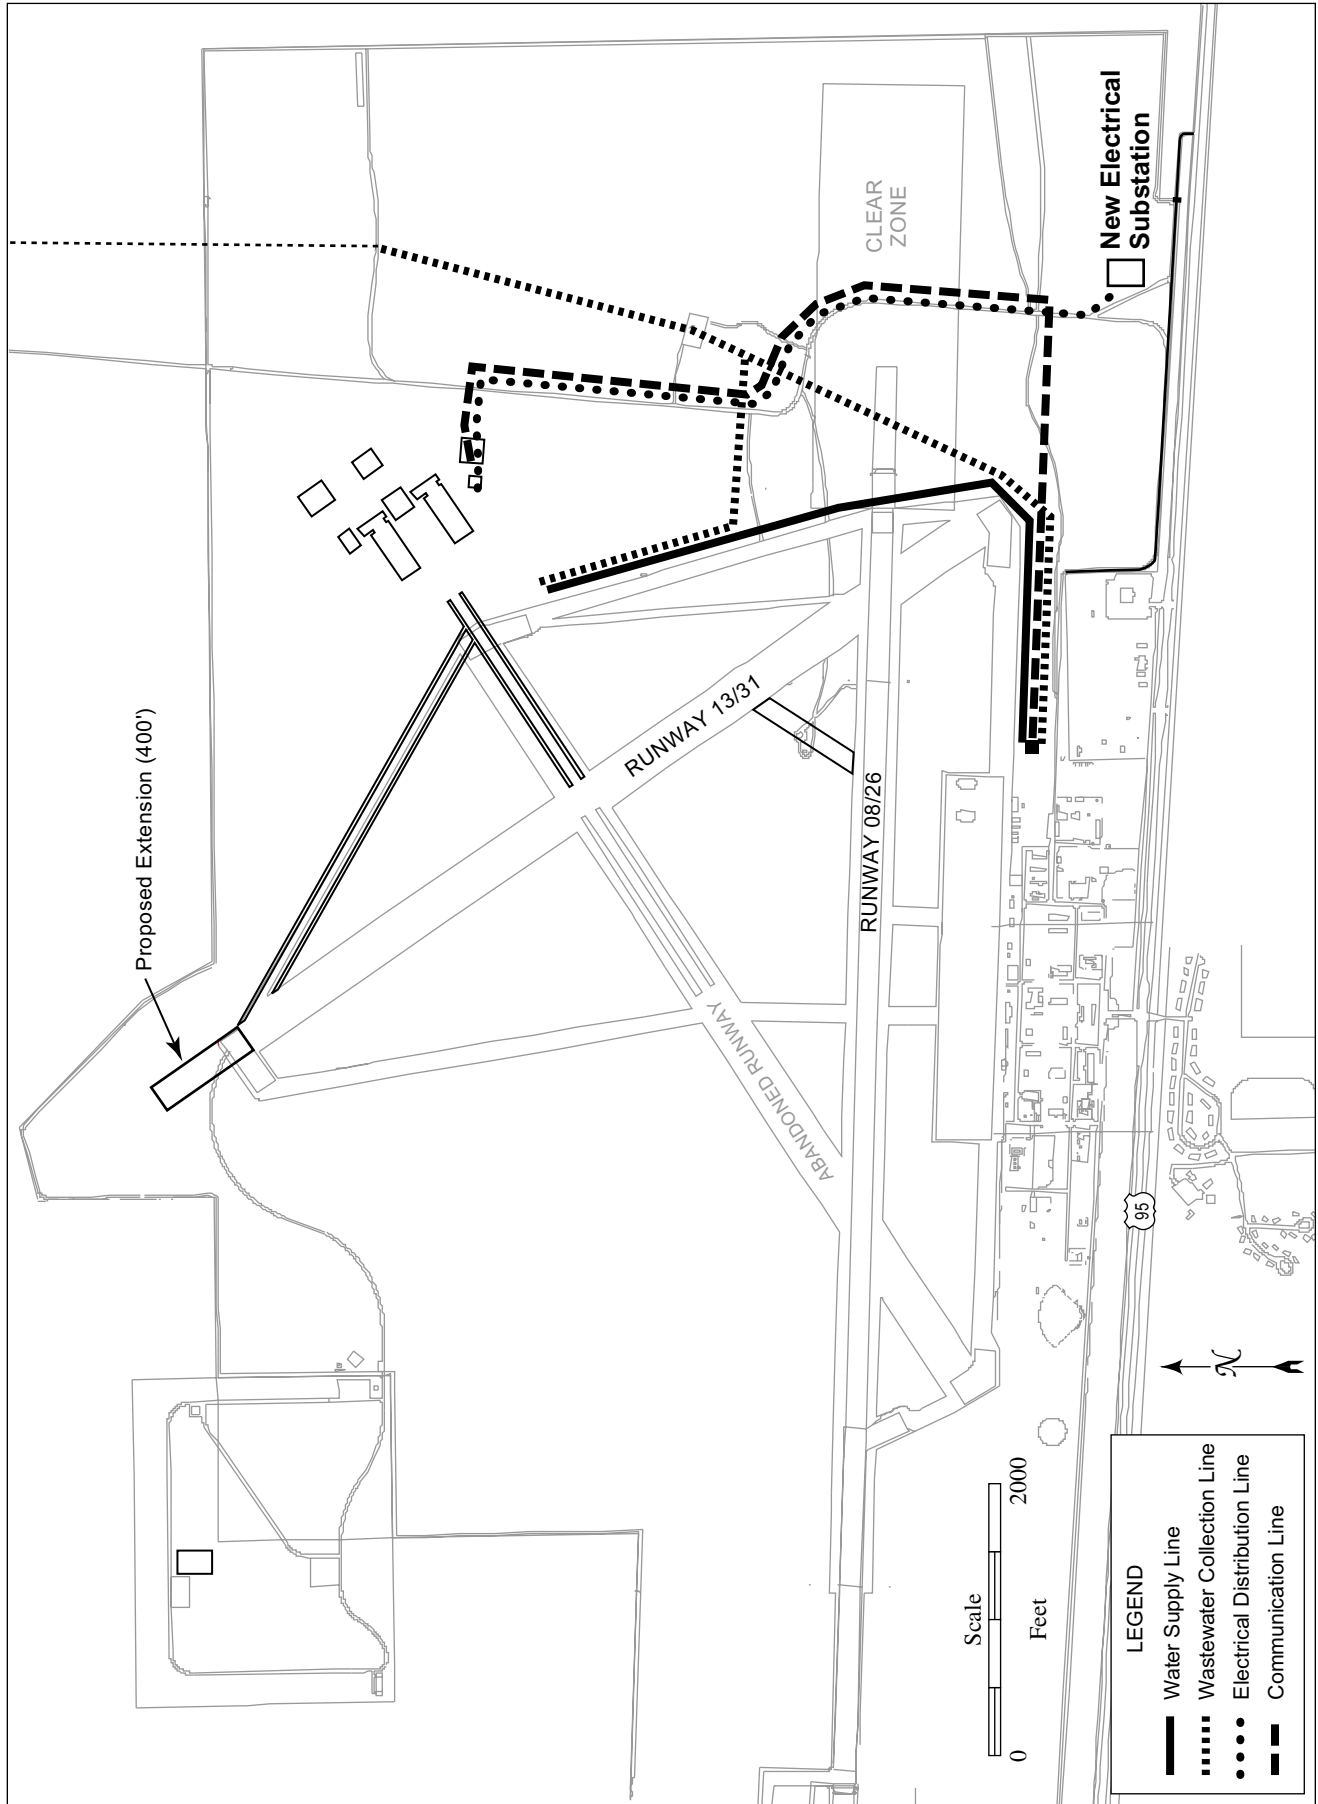 Proposed Extension (400')
RUNWAY 13/31
RUNWAY 08/26
ABANDONED RUNWAY
CLEAR
ZONE
New Electrical
Substation
95
N
Scale
0
2000
Feet
LEGEND
Water Supply Line
Wastewater Collection Line
Electrical Distribution Line
Communication Line